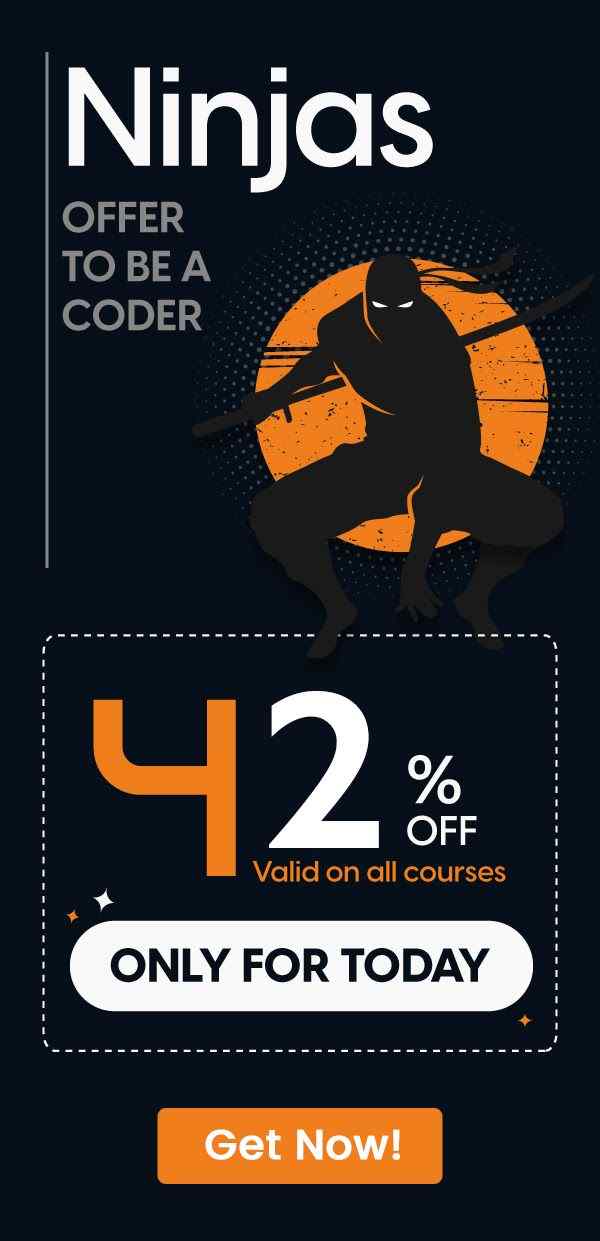 Ninjas
OFFER
TO BE A
CODER
42 % OFF
Valid on all courses
ONLY FOR TODAY
Get Now!